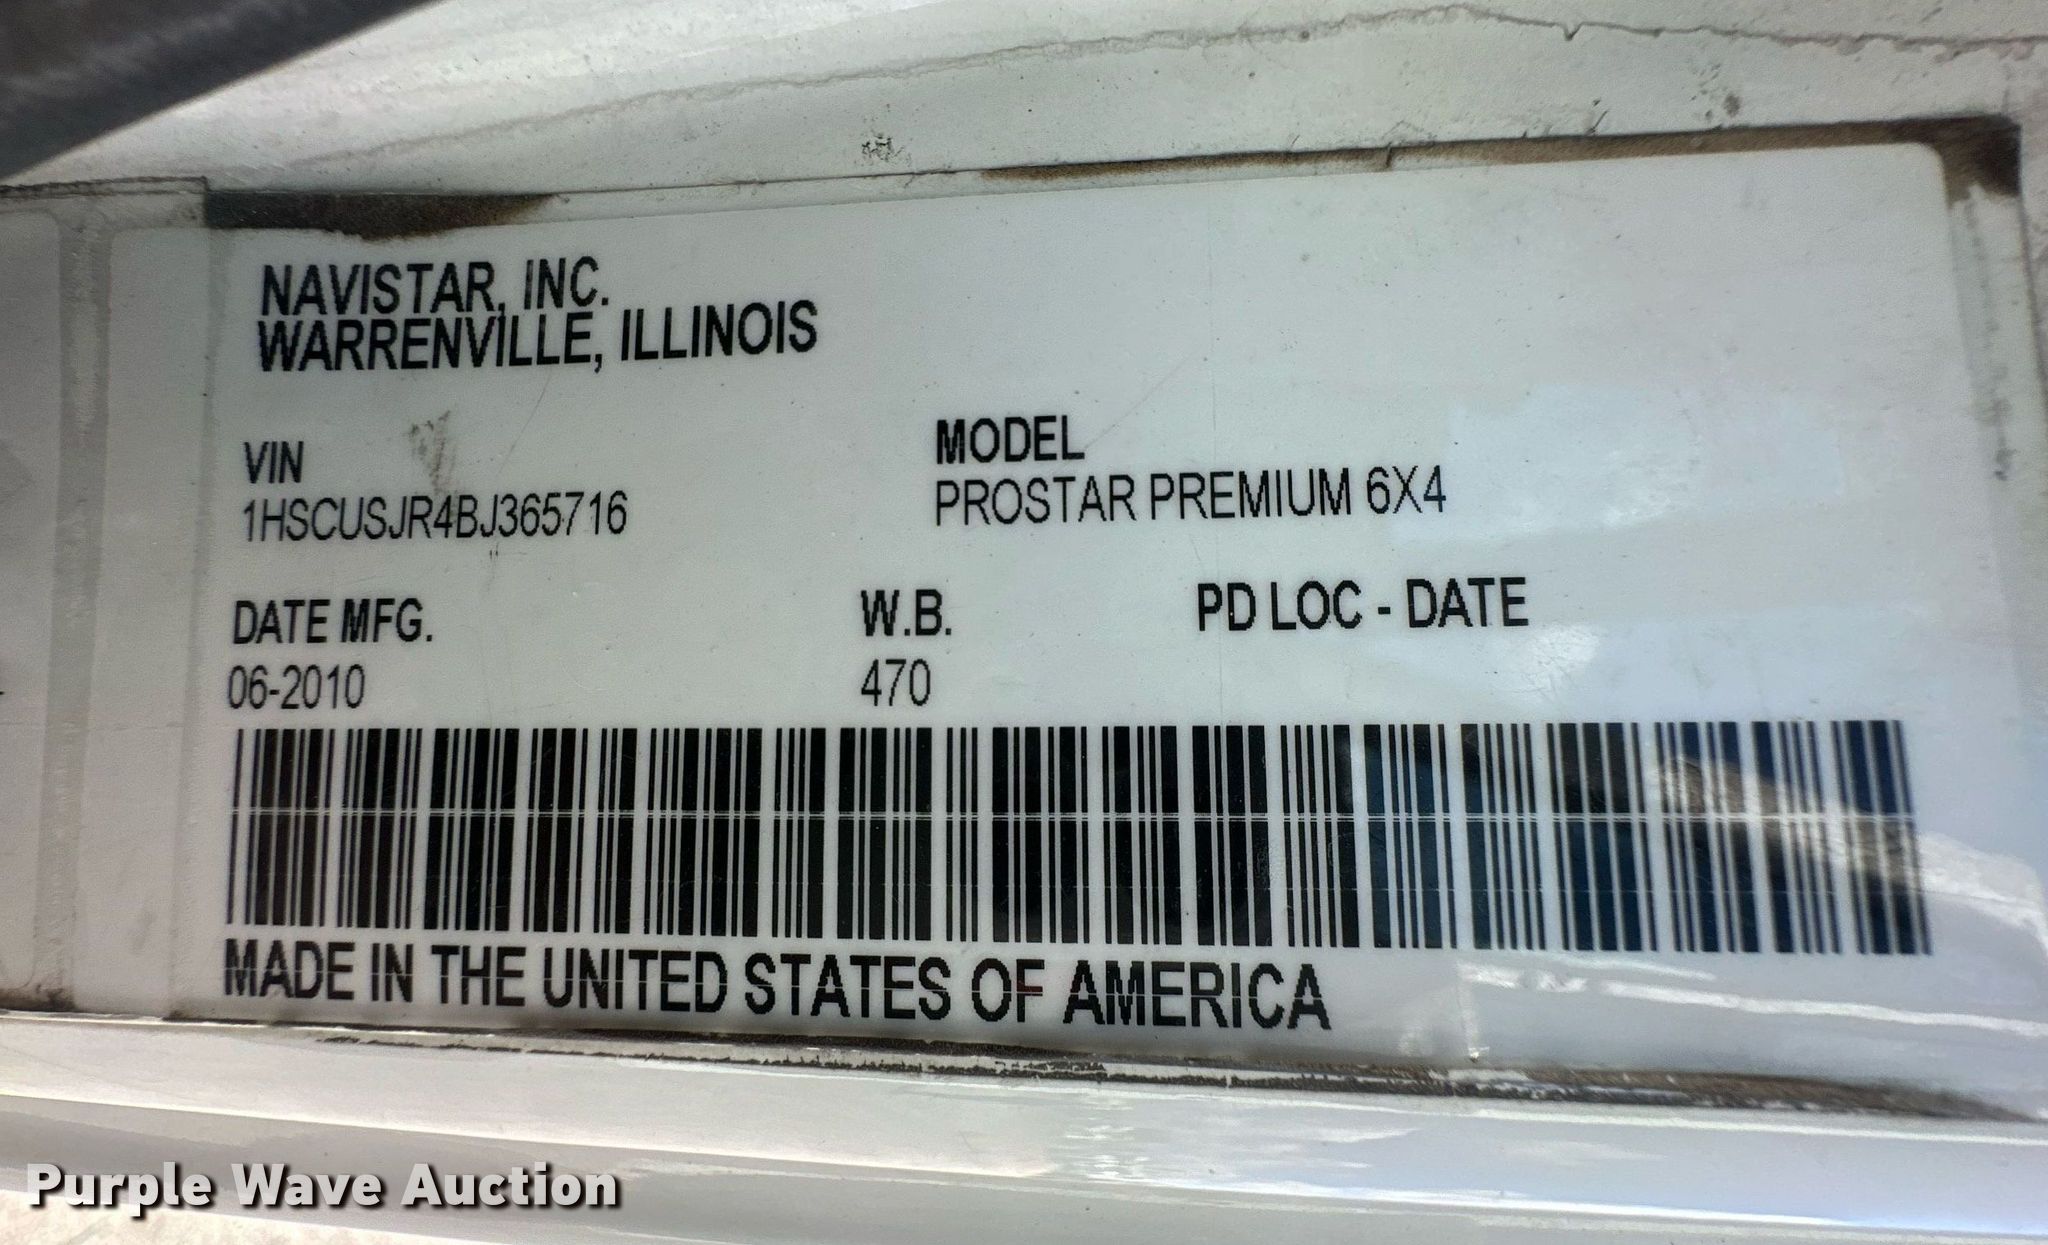 NAVISTAR, INC.
WARRENVILLE, ILLINOIS
VIN
1HSCUSJR4BJ365716
MODEL
PROSTAR PREMIUM 6X4
DATE MFG.
06-2010
W.B.
470
PD LOC - DATE
MADE IN THE UNITED STATES OF AMERICA
Purple Wave Auction